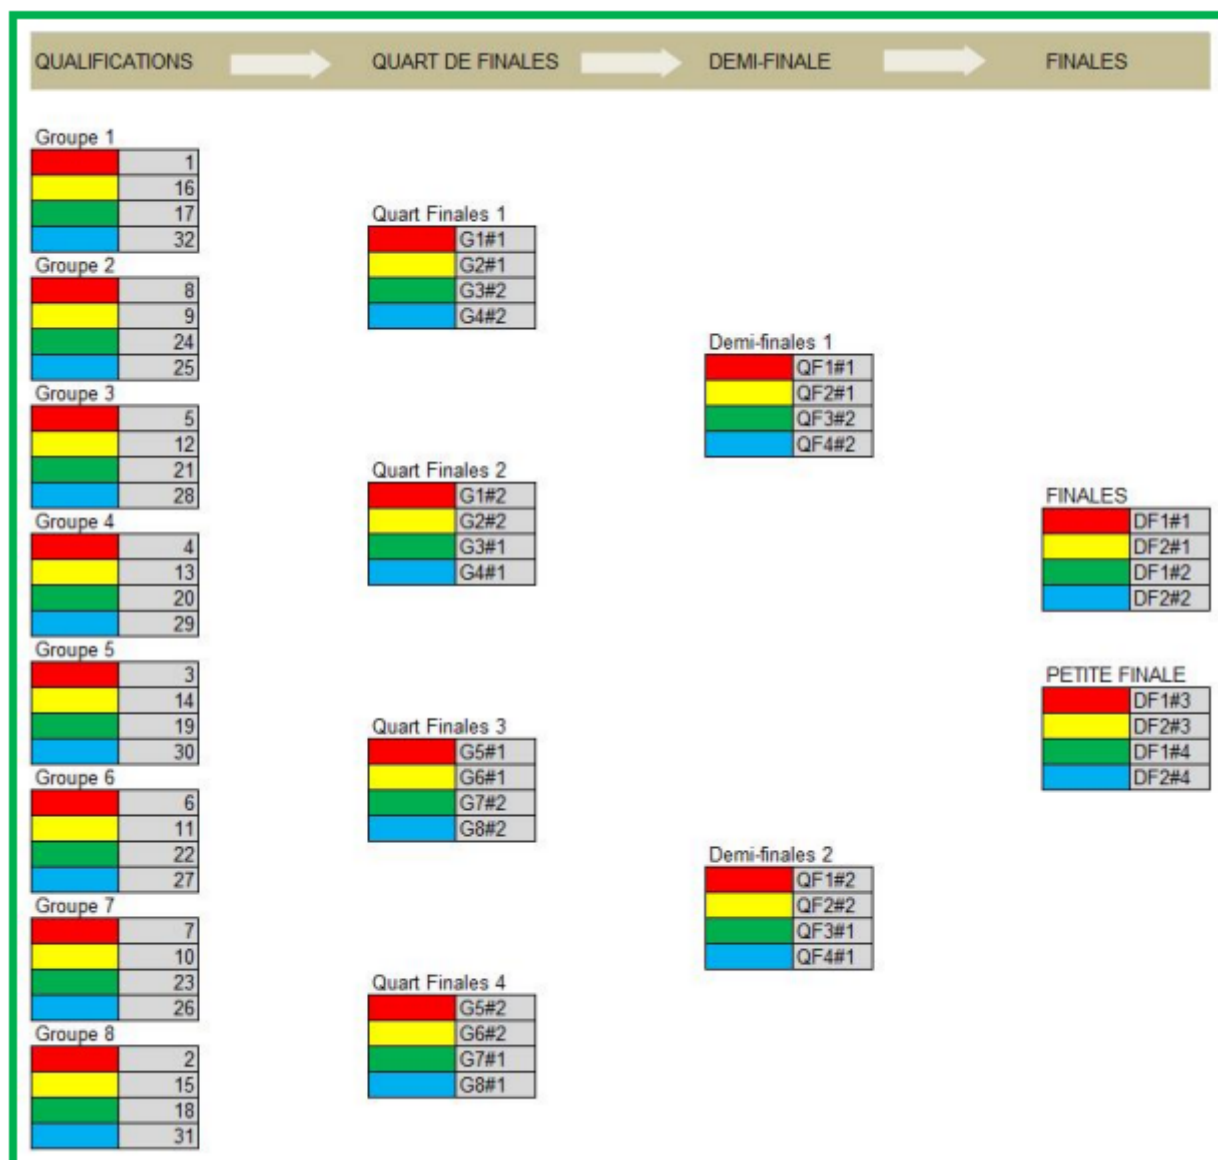 QUALIFICATIONS QUART DE FINALES DEMI-FINALE FINALES
Groupe 1
1
16
17
32
Groupe 2
8
9
24
25
Groupe 3
5
12
21
28
Groupe 4
4
13
20
29
Groupe 5
3
14
19
30
Groupe 6
6
11
22
27
Groupe 7
7
10
23
26
Groupe 8
2
15
18
31
Quart Finales 1
G1#1
G2#1
G3#2
G4#2
Quart Finales 2
G1#2
G2#2
G3#1
G4#1
Quart Finales 3
G5#1
G6#1
G7#2
G8#2
Quart Finales 4
G5#2
G6#2
G7#1
G8#1
Demi-finales 1
QF1#1
QF2#1
QF3#2
QF4#2
Demi-finales 2
QF1#2
QF2#2
QF3#1
QF4#1
FINALES
DF1#1
DF2#1
DF1#2
DF2#2
PETITE FINALE
DF1#3
DF2#3
DF1#4
DF2#4